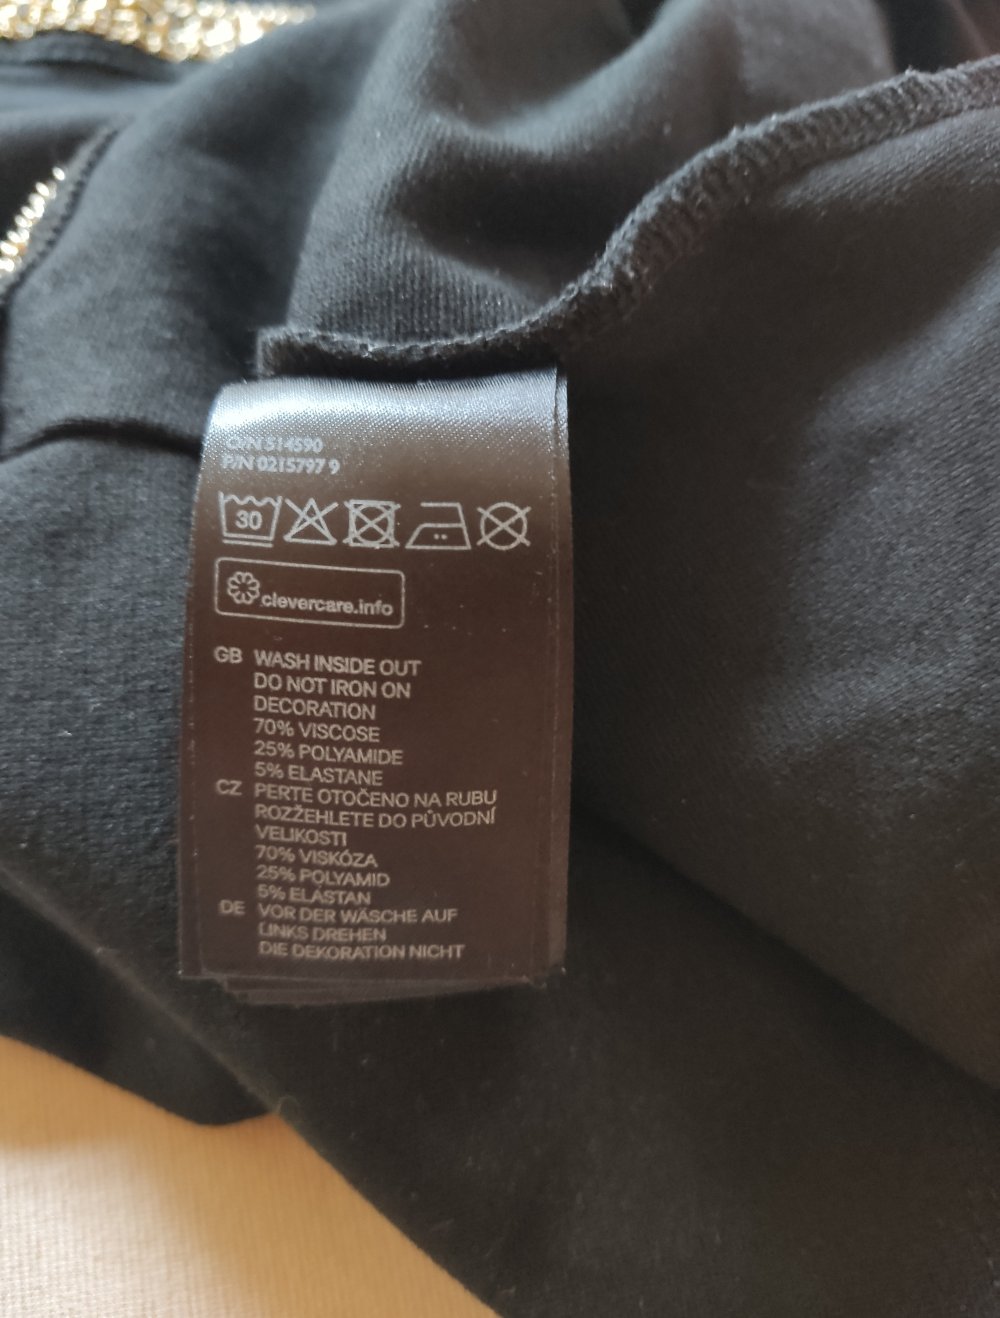 O/N 514590
P/N 0215797 9
30
clevercare.info
GB WASH INSIDE OUT
DO NOT IRON ON
DECORATION
70% VISCOSE
25% POLYAMIDE
5% ELASTANE
CZ PERTE OTOČENO NA RUBU
ROZŽEHLETE DO PŮVODNÍ
VELIKOSTI
70% VISKÓZA
25% POLYAMID
5% ELASTAN
DE VOR DER WÄSCHE AUF
LINKS DREHEN
DIE DEKORATION NICHT